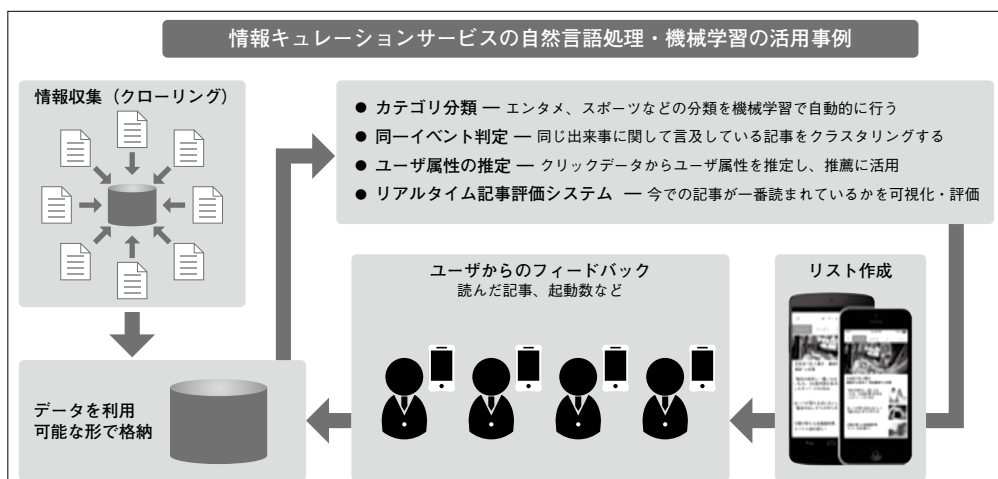 情報キュレーションサービスの自然言語処理・機械学習の活用事例
情報収集（クローリング）
● カテゴリ分類 ― エンタメ、スポーツなどの分類を機械学習で自動的に行う
● 同一イベント判定 ― 同じ出来事に関して言及している記事をクラスタリングする
● ユーザ属性の推定 ― クリックデータからユーザ属性を推定し、推薦に活用
● リアルタイム記事評価システム ― 今での記事が一番読まれているかを可視化・評価
ユーザからのフィードバック
読んだ記事、起動数など
リスト作成
データを利用
可能な形で格納